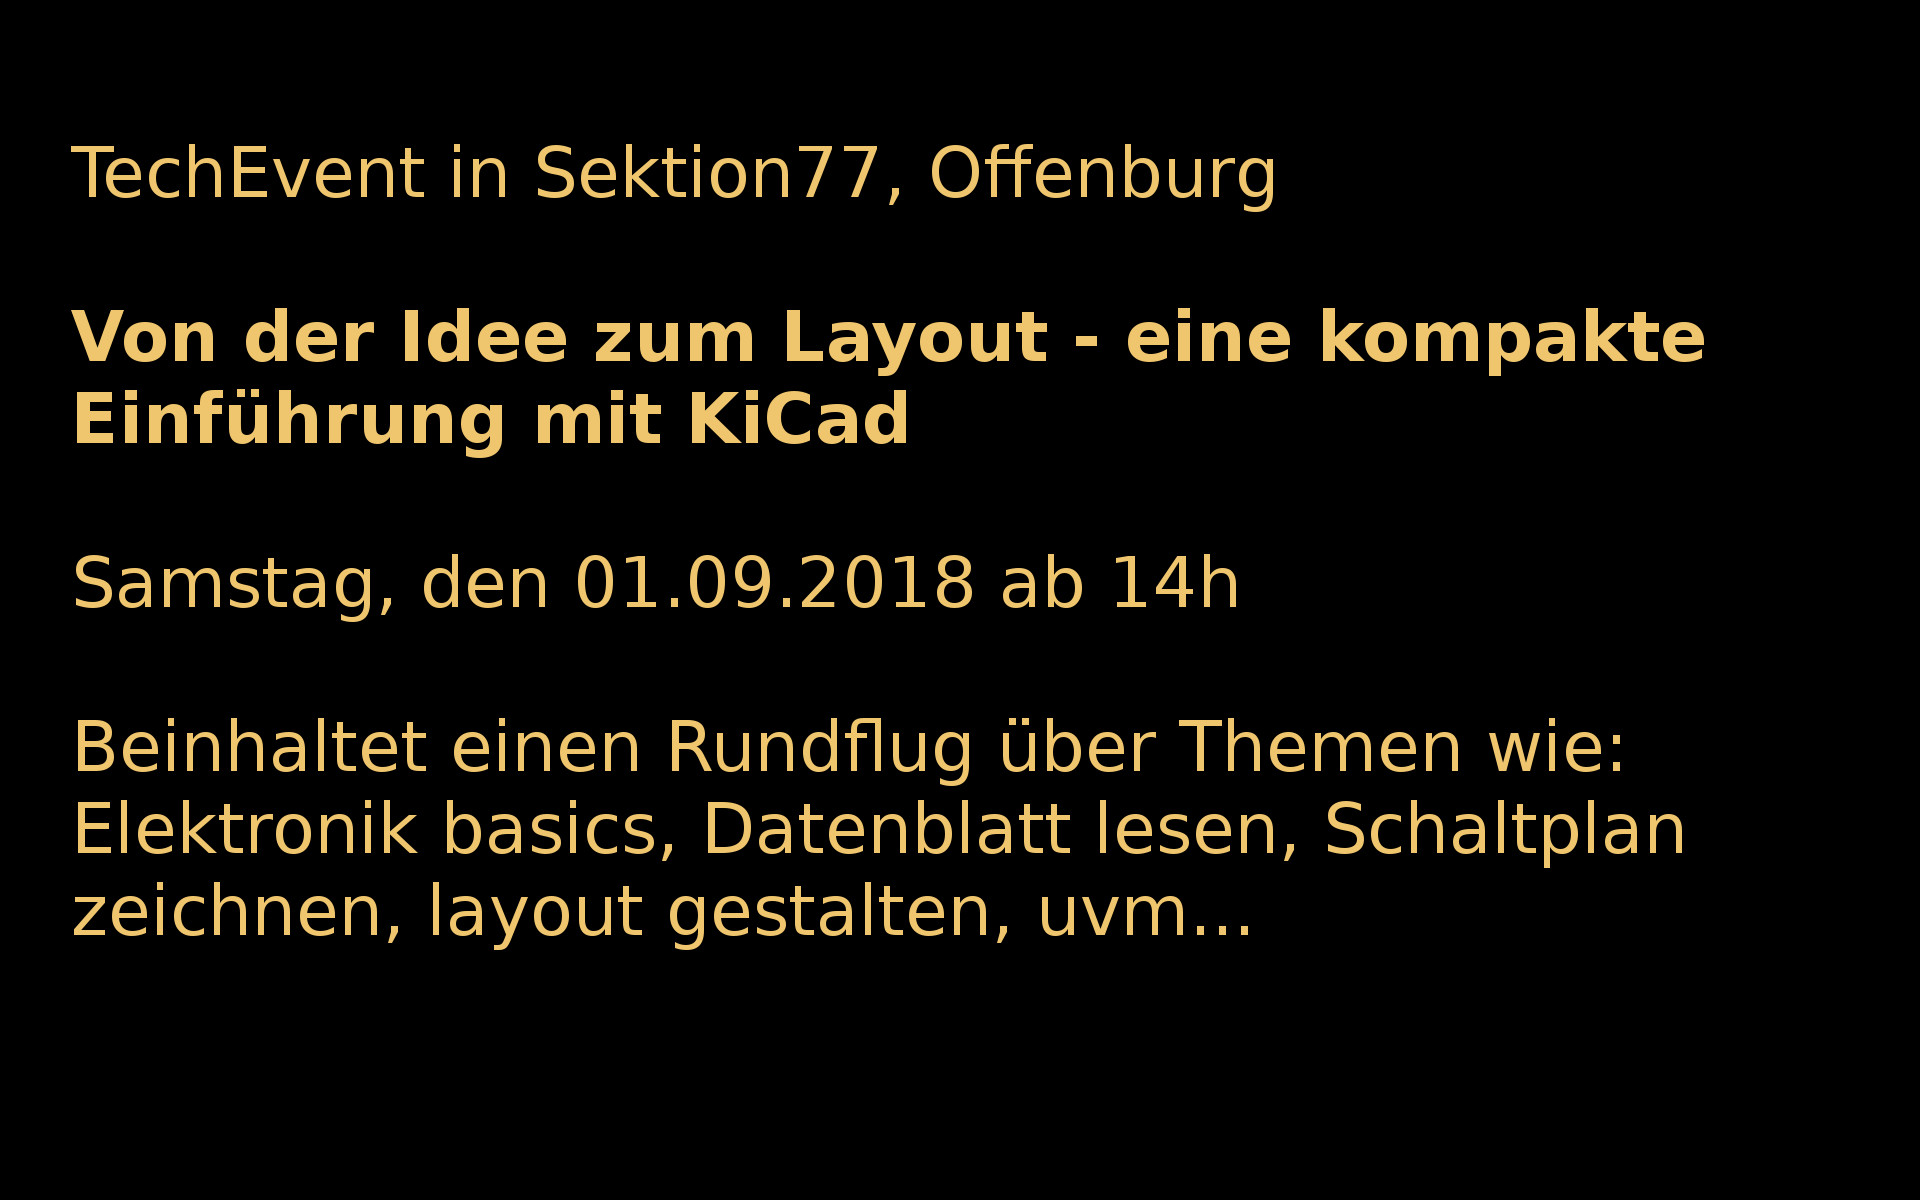 TechEvent in Sektion77, Offenburg
Von der Idee zum Layout - eine kompakte
Einführung mit KiCad
Samstag, den 01.09.2018 ab 14h
Beinhaltet einen Rundflug über Themen wie:
Elektronik basics, Datenblatt lesen, Schaltplan
zeichnen, layout gestalten, uvm...